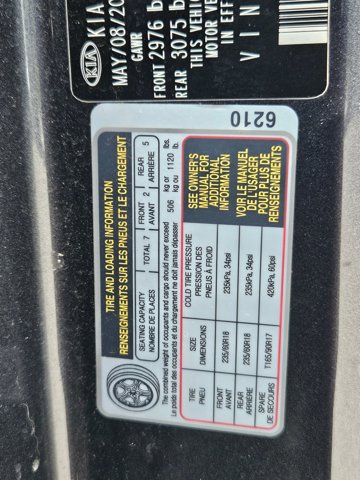 KIA
MAY/08/20
GAWR
FRONT 2976
REAR 3075
THIS VEHI
MOTOR VE
IN EFF
V I N
6210
TIRE AND LOADING INFORMATION
RENSEIGNEMENTS SUR LES PNEUS ET LE CHARGEMENT
SEATING CAPACITY TOTAL 7 FRONT 2 REAR 5
NOMBRE DE PLACES AVANT ARRIÈRE
The combined weight of occupants and cargo should never exceed 506 kg or 1120 lbs.
Le poids total des occupants et du chargement ne doit jamais dépasser kg ou lb.
TIRE SIZE COLD TIRE PRESSURE
PNEU DIMENSIONS PRESSION DES PNEUS À FROID
FRONT 235/60R18 235kPa, 34psi
AVANT
REAR 235/60R18 235kPa, 34psi
ARRIÈRE
SPARE T165/90R17 420kPa, 60psi
DE SECOURS
SEE OWNER'S
MANUAL FOR
ADDITIONAL
INFORMATION
VOIR LE MANUEL
DE L'USAGER
POUR PLUS DE
RENSEIGNEMENTS